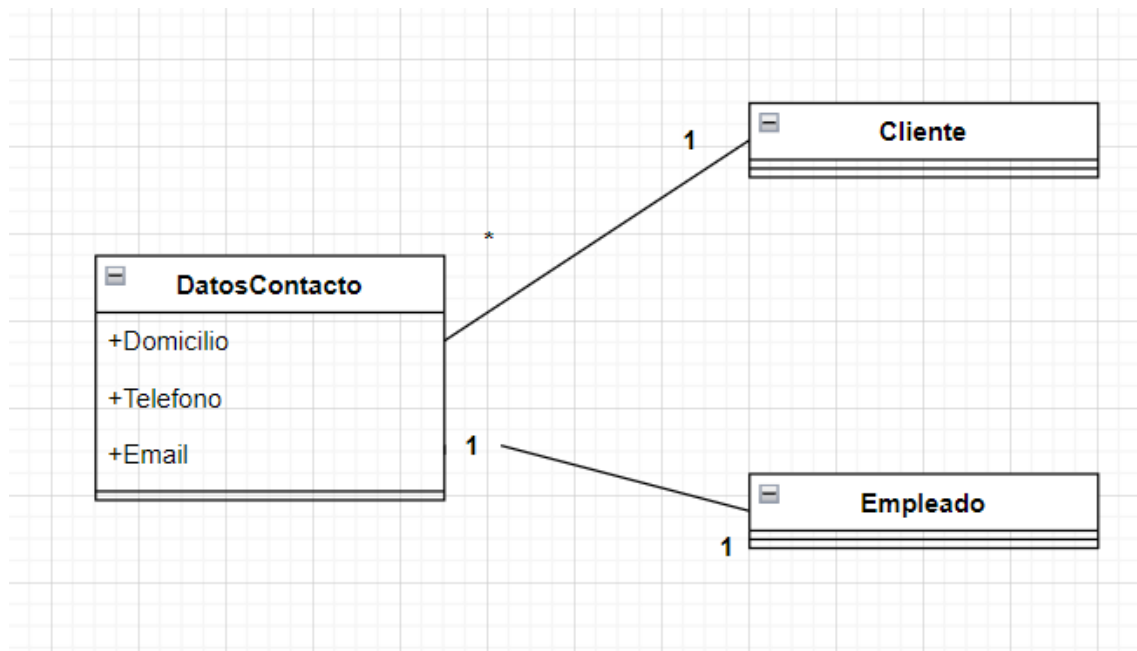 Cliente
1
*
DatosContacto
+Domicilio
+Telefono
+Email
1
Empleado
1